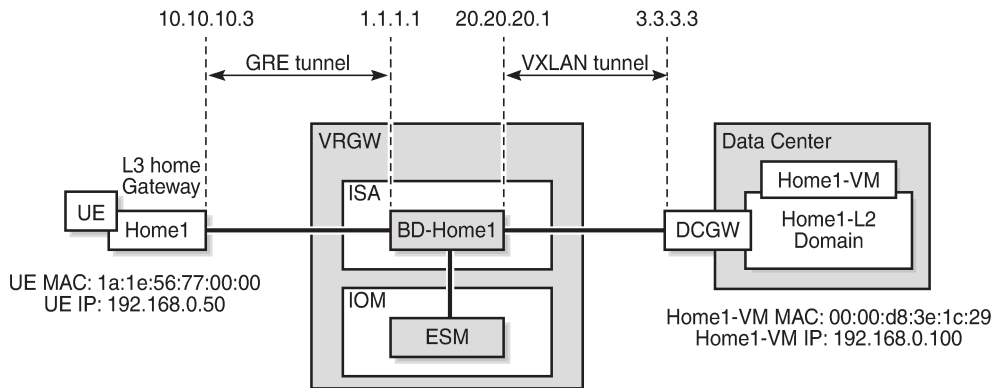 10.10.10.3
1.1.1.1
20.20.20.1
3.3.3.3
GRE tunnel
VXLAN tunnel
VRGW
Data Center
L3 home
Gateway
ISA
Home1-VM
UE
Home1
BD-Home1
DCGW
Home1-L2
Domain
UE MAC: 1a:1e:56:77:00:00
UE IP: 192.168.0.50
IOM
ESM
Home1-VM MAC: 00:00:d8:3e:1c:29
Home1-VM IP: 192.168.0.100